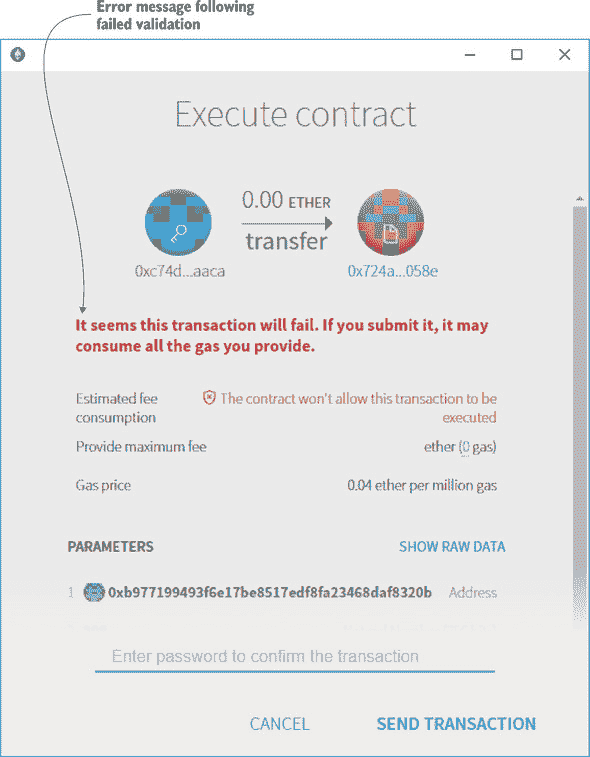 Error message following
failed validation
Execute contract
0.00 ETHER
transfer
0xc74d...aaca
0x724a...058e
It seems this transaction will fail. If you submit it, it may
consume all the gas you provide.
Estimated fee
consumption
The contract won't allow this transaction to be
executed
Provide maximum fee
ether (0 gas)
Gas price
0.04 ether per million gas
PARAMETERS
SHOW RAW DATA
1 0xb977199493f6e17be8517edf8fa23468daf8320b Address
Enter password to confirm the transaction
CANCEL
SEND TRANSACTION